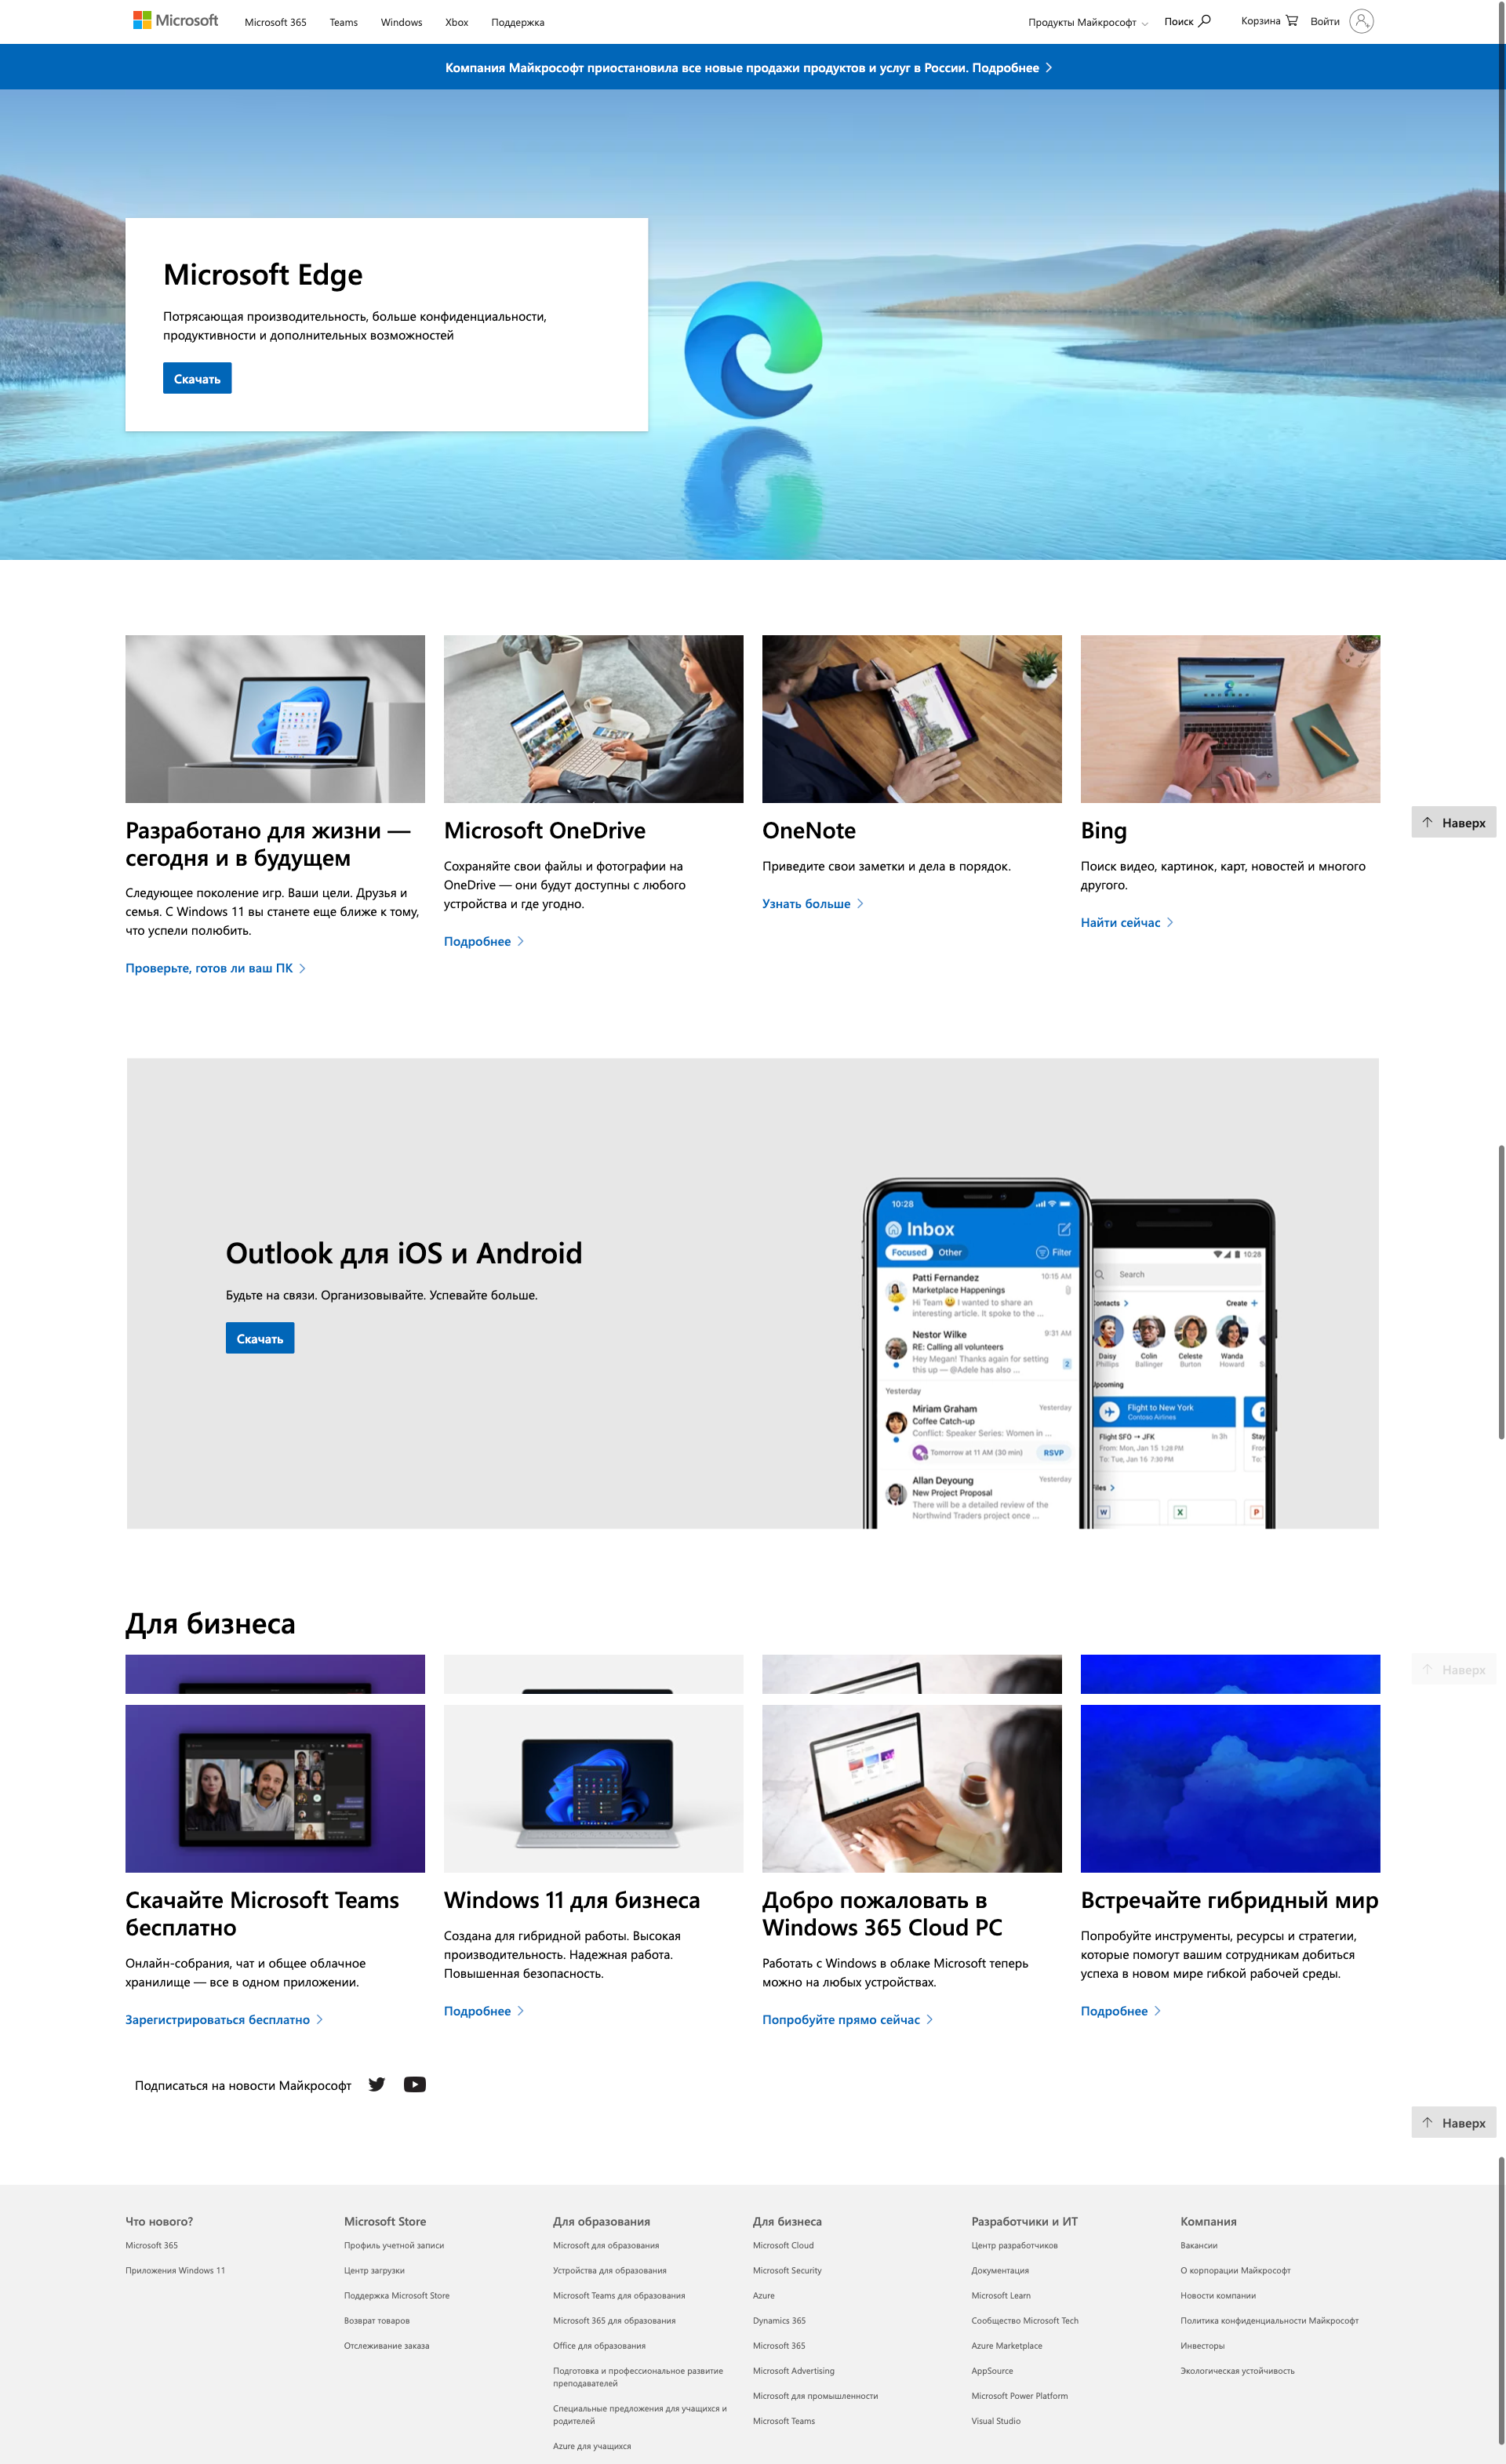 Microsoft
Microsoft 365
Teams
Windows
Xbox
Поддержка
Продукты Майкрософт
Поиск
Корзина
Войти
Компания Майкрософт приостановила все новые продажи продуктов и услуг в России. Подробнее
Microsoft Edge
Потрясающая производительность, больше конфиденциальности,
продуктивности и дополнительных возможностей
Скачать
Разработано для жизни —
сегодня и в будущем
Следующее поколение игр. Ваши цели. Друзья и
семья. С Windows 11 вы станете еще ближе к тому,
что успели полюбить.
Проверьте, готов ли ваш ПК
Microsoft OneDrive
Сохраняйте свои файлы и фотографии на
OneDrive — они будут доступны с любого
устройства и где угодно.
Подробнее
OneNote
Приведите свои заметки и дела в порядок.
Узнать больше
Bing
Поиск видео, картинок, карт, новостей и многого
другого.
Найти сейчас
Наверх
Outlook для iOS и Android
Будьте на связи. Организовывайте. Успевайте больше.
Скачать
10:28
Inbox
Focused
Other
Filter
Patti Fernandez
10:15 AM
Marketplace Happenings
Hi Team I wanted to share an
interesting article. It spoke to the ...
Nestor Wilke
9:31 AM
RE: Calling all volunteers
Hey Megan! Thanks again for setting
this up — @Adele has also ...
2
Yesterday
Miriam Graham
Yesterday
Coffee Catch-up
Conflict: Speaker Series: Women in ...
Tomorrow at 11 AM (30 min)
RSVP
Allan Deyoung
Yesterday
New Project Proposal
There will be a detailed review of the
Northwind Traders project once ...
10:28
Search
ontacts
Create +
Daisy
Phillips
Colin
Ballinger
Celeste
Burton
Wanda
Howard
Upcoming
Flight to New York
Contoso Airlines
Flight SFO → JFK
In 3h
From: Mon, Jan 15 1:28 PM
To: Tue, Jan 16 7:30 PM
Stay
From
To:
Files
W
X
P
Для бизнеса
Наверх
Скачайте Microsoft Teams
бесплатно
Онлайн-собрания, чат и общее облачное
хранилище — все в одном приложении.
Зарегистрироваться бесплатно
Windows 11 для бизнеса
Создана для гибридной работы. Высокая
производительность. Надежная работа.
Повышенная безопасность.
Подробнее
Добро пожаловать в
Windows 365 Cloud PC
Работать с Windows в облаке Microsoft теперь
можно на любых устройствах.
Попробуйте прямо сейчас
Встречайте гибридный мир
Попробуйте инструменты, ресурсы и стратегии,
которые помогут вашим сотрудникам добиться
успеха в новом мире гибкой рабочей среды.
Подробнее
Подписаться на новости Майкрософт
Наверх
Что нового?
Microsoft 365
Приложения Windows 11
Microsoft Store
Профиль учетной записи
Центр загрузки
Поддержка Microsoft Store
Возврат товаров
Отслеживание заказа
Для образования
Microsoft для образования
Устройства для образования
Microsoft Teams для образования
Microsoft 365 для образования
Office для образования
Подготовка и профессиональное развитие
преподавателей
Специальные предложения для учащихся и
родителей
Azure для учащихся
Для бизнеса
Microsoft Cloud
Microsoft Security
Azure
Dynamics 365
Microsoft 365
Microsoft Advertising
Microsoft для промышленности
Microsoft Teams
Разработчики и ИТ
Центр разработчиков
Документация
Microsoft Learn
Сообщество Microsoft Tech
Azure Marketplace
AppSource
Microsoft Power Platform
Visual Studio
Компания
Вакансии
О корпорации Майкрософт
Новости компании
Политика конфиденциальности Майкрософт
Инвесторы
Экологическая устойчивость